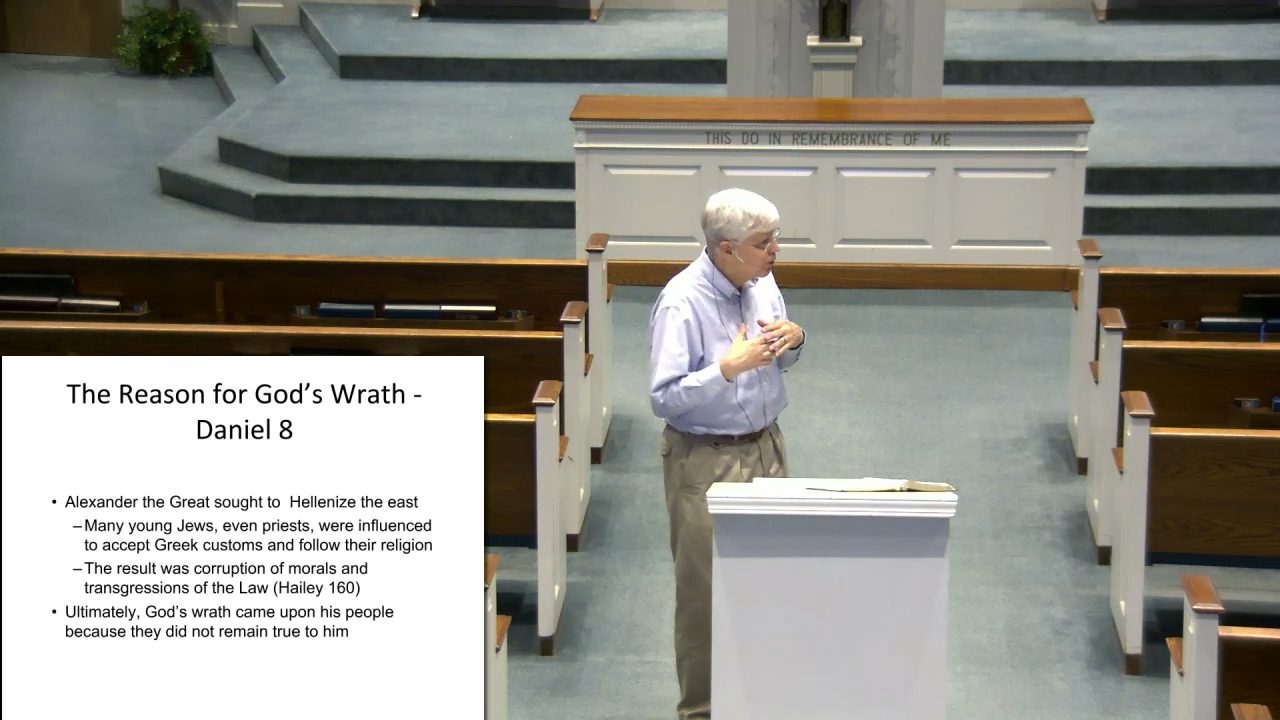 THIS DO IN REMEMBRANCE OF ME
The Reason for God’s Wrath -
Daniel 8
• Alexander the Great sought to  Hellenize the east
–Many young Jews, even priests, were influenced
to accept Greek customs and follow their religion
–The result was corruption of morals and
transgressions of the Law (Hailey 160)
• Ultimately, God’s wrath came upon his people
because they did not remain true to him